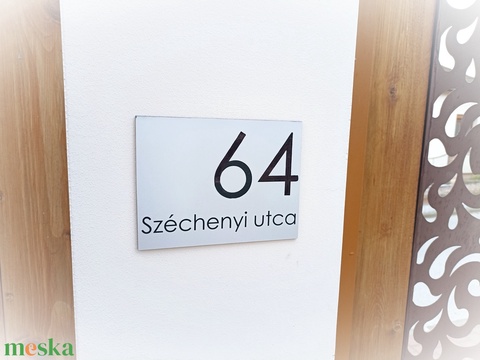 64
Széchenyi utca
meska